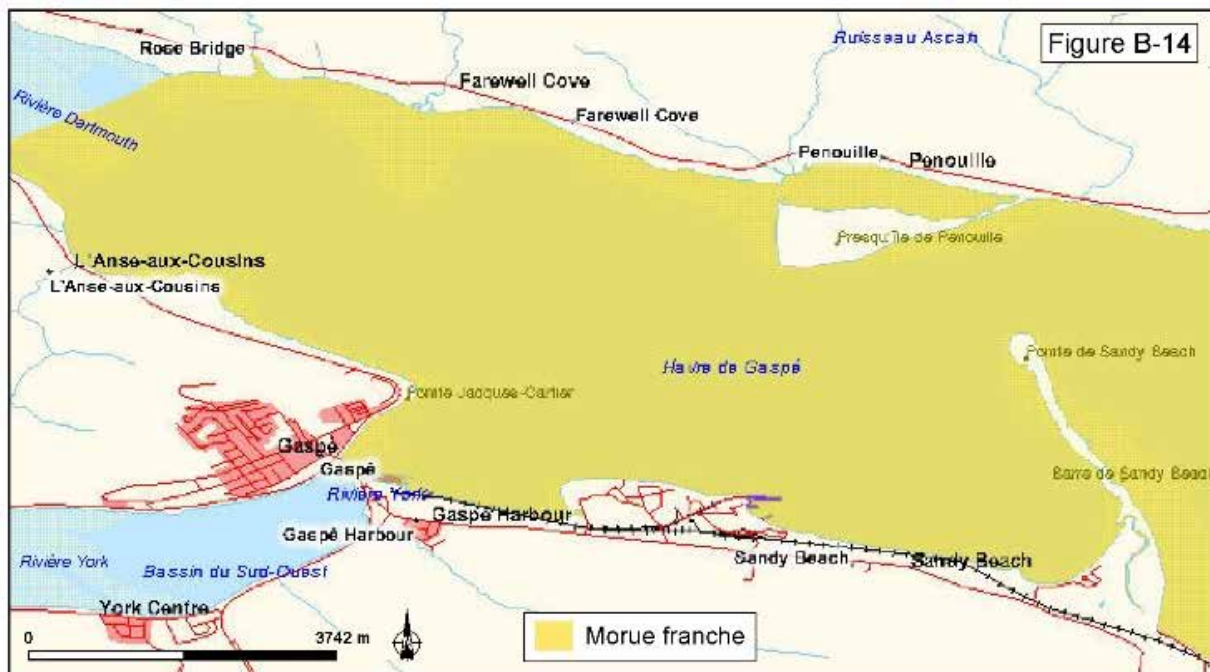 Figure B-14
Ruisseau Ascah
Rose Bridge
Farewell Cove
Farewell Cove
Rivière Dartmouth
Penouille
Penouille
Presqu'île de Penouille
L'Anse-aux-Cousins
L'Anse-aux-Cousins
Pointe de Sandy Beach
Havre de Gaspé
Pointe Jacques-Cartier
Gaspé
Gaspé
Barre de Sandy Beach
Rivière York
Gaspé Harbour
Gaspé Harbour
Sandy Beach
Sandy Beach
Rivière York
Bassin du Sud-Ouest
York Centre
0
3742 m
Morue franche